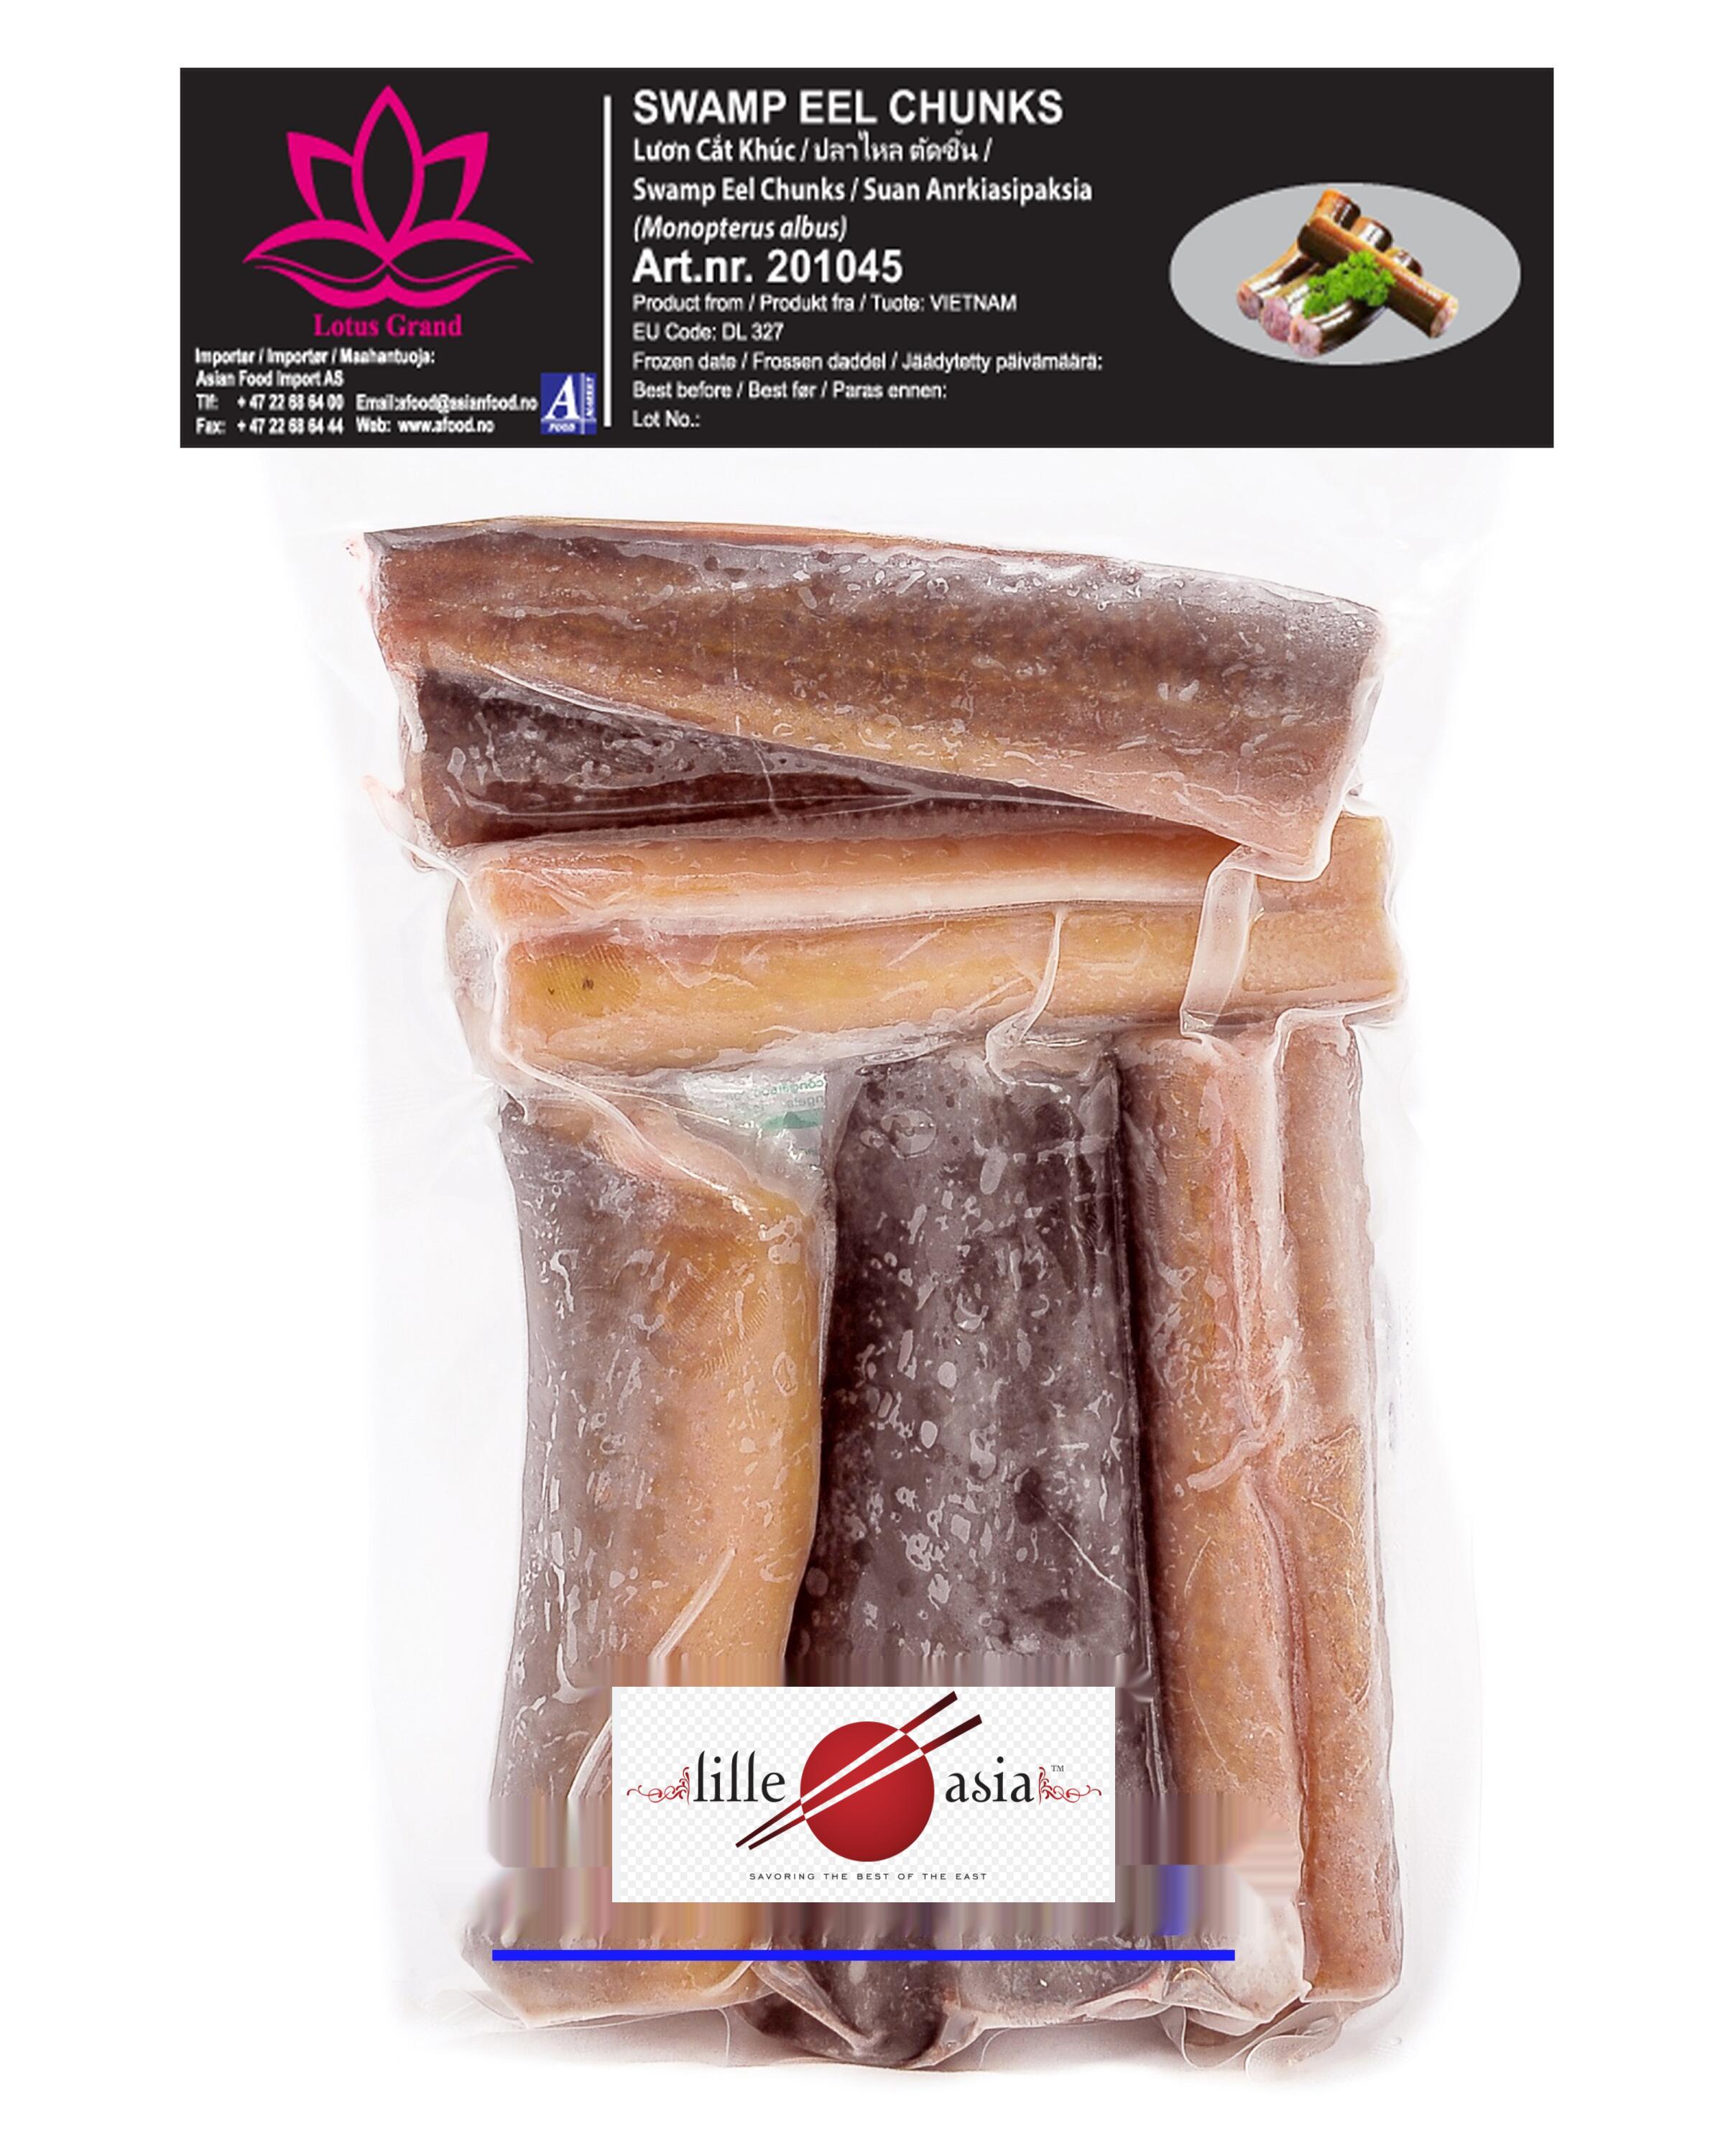 SWAMP EEL CHUNKS
Lươn Cắt Khúc / ปลาไหล ตัดชิ้น /
Swamp Eel Chunks / Suan Anrkiasipaksia
(Monopterus albus)
Art.nr. 201045
Product from / Produkt fra / Tuote: VIETNAM
EU Code: DL 327
Frozen date / Frossen daddel / Jäädytetty päivämäärä:
Best before / Best før / Paras ennen:
Lot No.:
Lotus Grand
Importer / Importør / Maahantuoja:
Asian Food Import AS
Tlf: + 47 22 68 64 00 Email:afood@asianfood.no
Fax: + 47 22 68 64 44 Web: www.afood.no
A FOOD MARKET
lille asia™
SAVORING THE BEST OF THE EAST